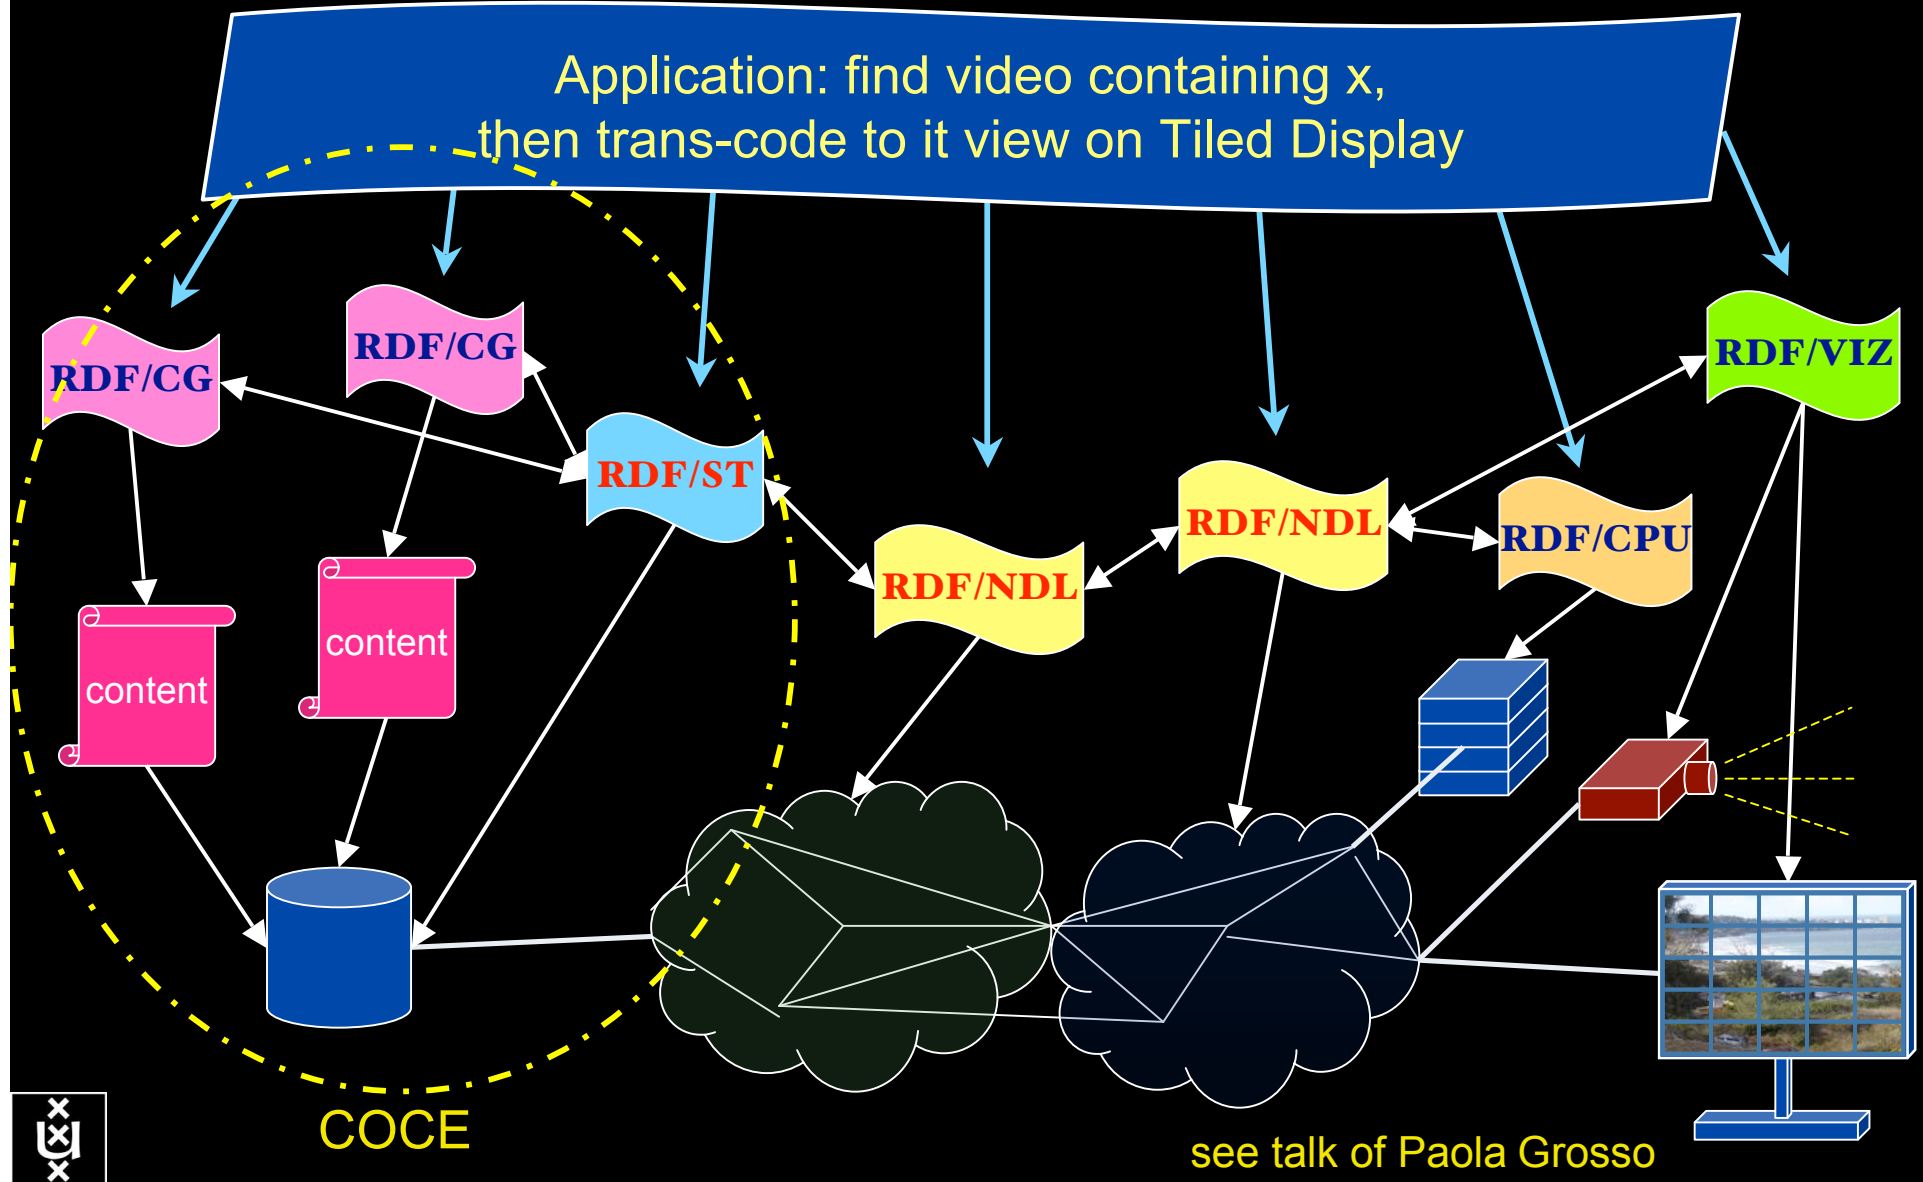 Application: find video containing x,
then trans-code to it view on Tiled Display
RDF/CG
RDF/CG
RDF/VIZ
RDF/ST
RDF/NDL
RDF/CPU
RDF/NDL
content
content
COCE
see talk of Paola Grosso